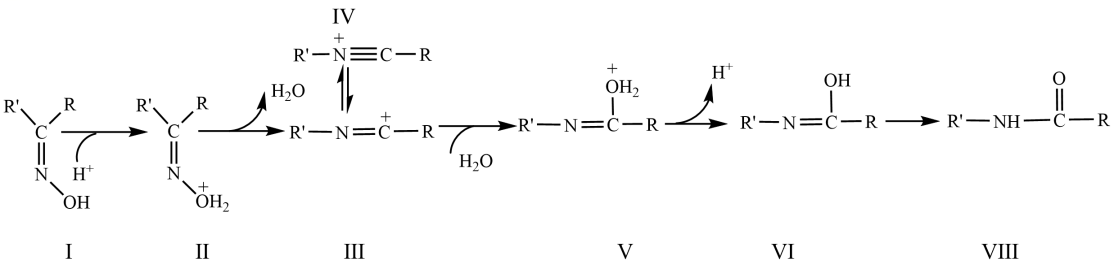 IV
R'—N⁺≡C—R
R' R C N OH
H⁺
R' R C N ⁺OH₂
H₂O
R'—N=C⁺—R
H₂O
R'—N=C—R ⁺OH₂
H⁺
R'—N=C—R OH
R'—NH—C—R O
I II III V VI VIII